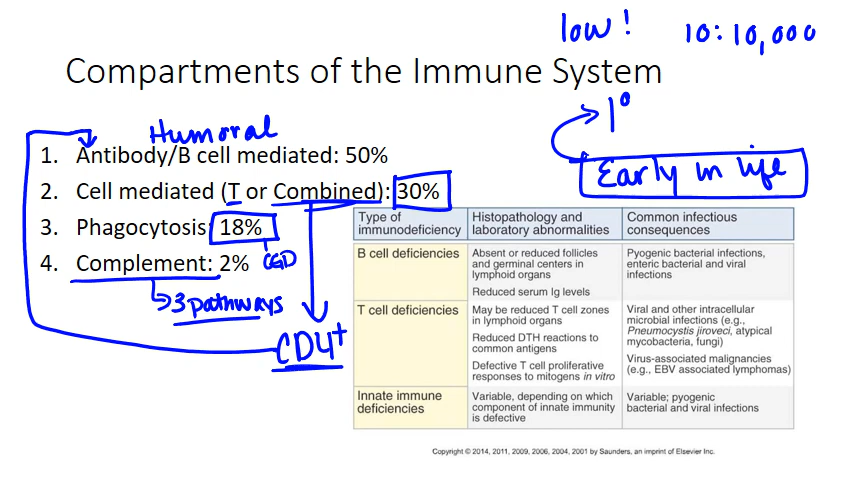 low! 10:10,000
Compartments of the Immune System
1°
Humoral
Early in life
1. Antibody/B cell mediated: 50%
2. Cell mediated (T or Combined): 30%
3. Phagocytosis: 18%
4. Complement: 2% CGD
3 pathways
CD4+
Type of immunodeficiency
Histopathology and laboratory abnormalities
Common infectious consequences
B cell deficiencies
Absent or reduced follicles and germinal centers in lymphoid organs
Reduced serum Ig levels
Pyogenic bacterial infections, enteric bacterial and viral infections
T cell deficiencies
May be reduced T cell zones in lymphoid organs
Reduced DTH reactions to common antigens
Defective T cell proliferative responses to mitogens in vitro
Viral and other intracellular microbial infections (e.g., Pneumocystis jiroveci, atypical mycobacteria, fungi)
Virus-associated malignancies (e.g., EBV associated lymphomas)
Innate immune deficiencies
Variable, depending on which component of innate immunity is defective
Variable; pyogenic bacterial and viral infections
Copyright © 2014, 2011, 2009, 2006, 2004, 2001 by Saunders, an imprint of Elsevier Inc.